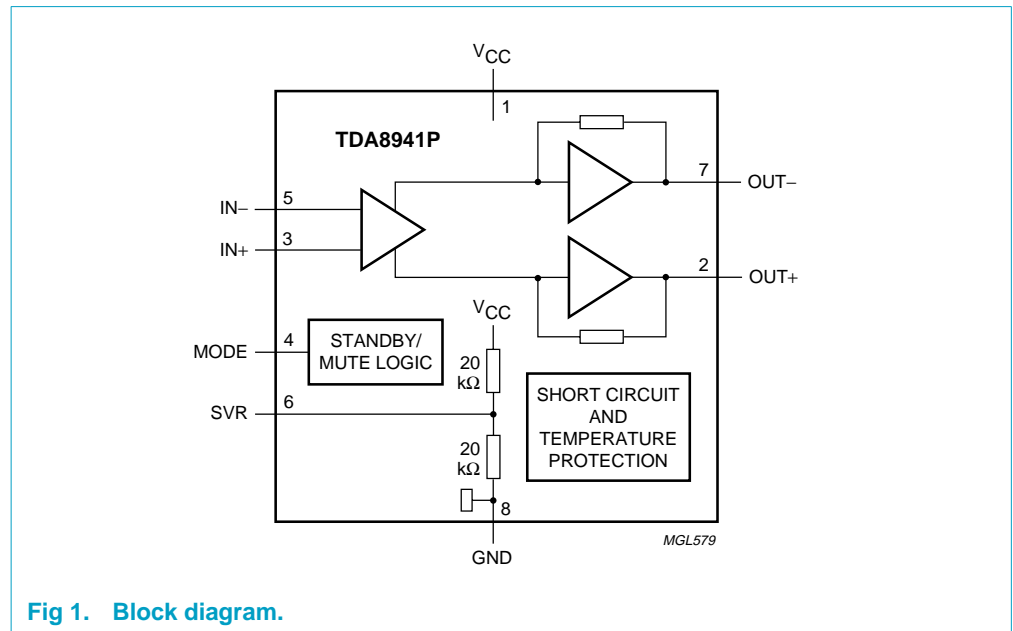 VCC
1
TDA8941P
7
OUT−
5
IN−
3
IN+
2
OUT+
VCC
4
MODE
STANDBY/
MUTE LOGIC
20
kΩ
6
SVR
SHORT CIRCUIT
AND
TEMPERATURE
PROTECTION
20
kΩ
8
MGL579
GND
Fig 1. Block diagram.